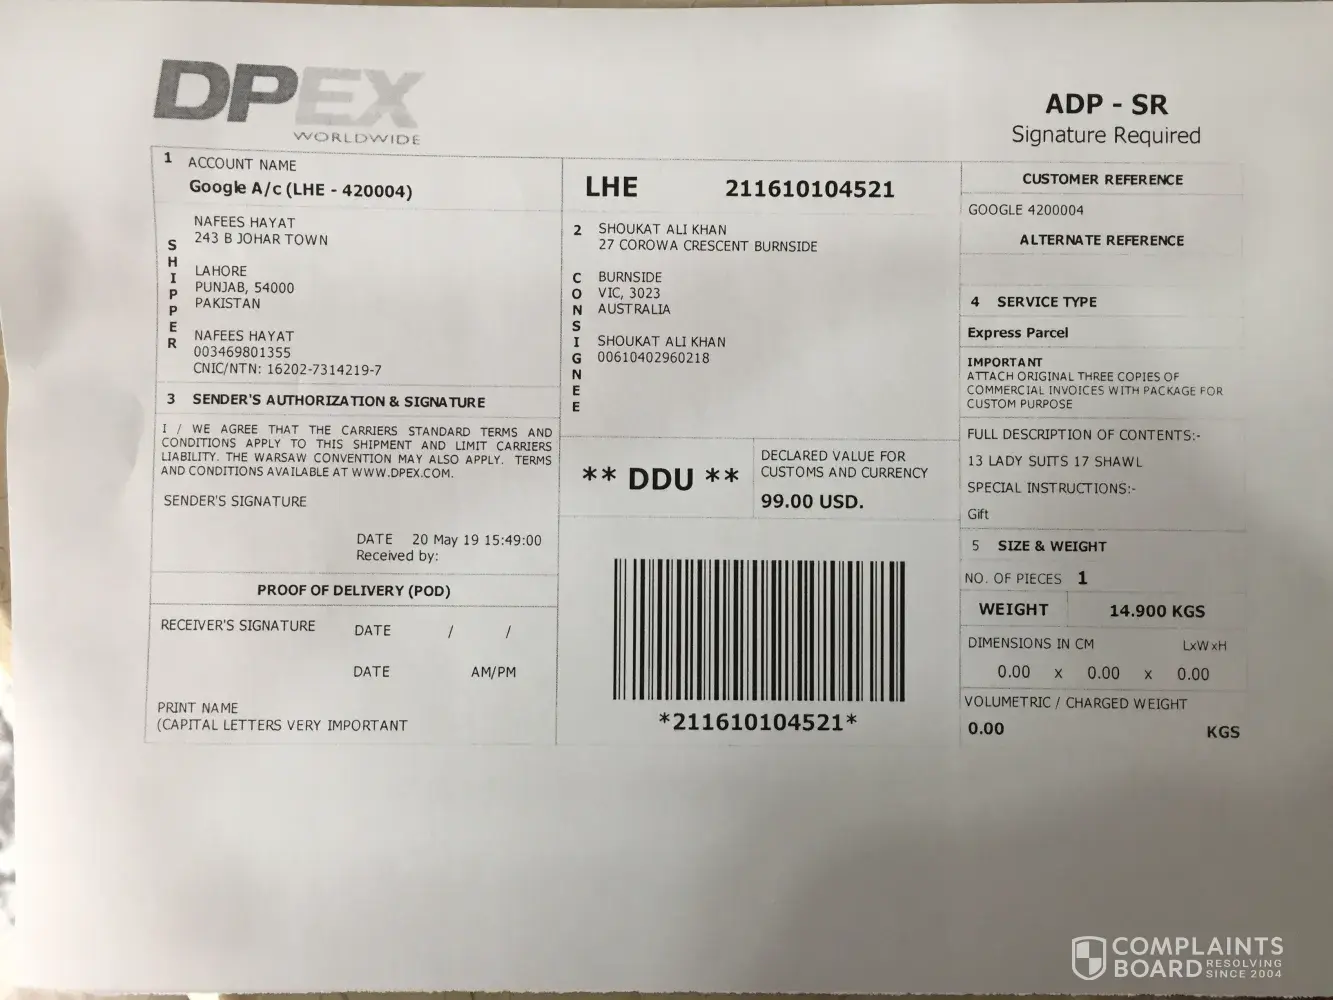 DPEX
WORLDWIDE
ADP - SR
Signature Required
1 ACCOUNT NAME
Google A/c (LHE - 420004)
SHIPPER
NAFEES HAYAT
243 B JOHAR TOWN
LAHORE
PUNJAB, 54000
PAKISTAN
NAFEES HAYAT
003469801355
CNIC/NTN: 16202-7314219-7
3 SENDER'S AUTHORIZATION & SIGNATURE
I / WE AGREE THAT THE CARRIERS STANDARD TERMS AND
CONDITIONS APPLY TO THIS SHIPMENT AND LIMIT CARRIERS
LIABILITY. THE WARSAW CONVENTION MAY ALSO APPLY. TERMS
AND CONDITIONS AVAILABLE AT WWW.DPEX.COM.
SENDER'S SIGNATURE
DATE 20 May 19 15:49:00
Received by:
PROOF OF DELIVERY (POD)
RECEIVER'S SIGNATURE DATE / /
DATE AM/PM
PRINT NAME
(CAPITAL LETTERS VERY IMPORTANT
LHE 211610104521
2 SHOUKAT ALI KHAN
27 COROWA CRESCENT BURNSIDE
CONSIGNEE
BURNSIDE
VIC, 3023
AUSTRALIA
SHOUKAT ALI KHAN
00610402960218
** DDU **
DECLARED VALUE FOR
CUSTOMS AND CURRENCY
99.00 USD.
*211610104521*
CUSTOMER REFERENCE
GOOGLE 4200004
ALTERNATE REFERENCE
4 SERVICE TYPE
Express Parcel
IMPORTANT
ATTACH ORIGINAL THREE COPIES OF
COMMERCIAL INVOICES WITH PACKAGE FOR
CUSTOM PURPOSE
FULL DESCRIPTION OF CONTENTS:-
13 LADY SUITS 17 SHAWL
SPECIAL INSTRUCTIONS:-
Gift
5 SIZE & WEIGHT
NO. OF PIECES 1
WEIGHT 14.900 KGS
DIMENSIONS IN CM LxWxH
0.00 x 0.00 x 0.00
VOLUMETRIC / CHARGED WEIGHT
0.00 KGS
COMPLAINTS
BOARD RESOLVING
SINCE 2004